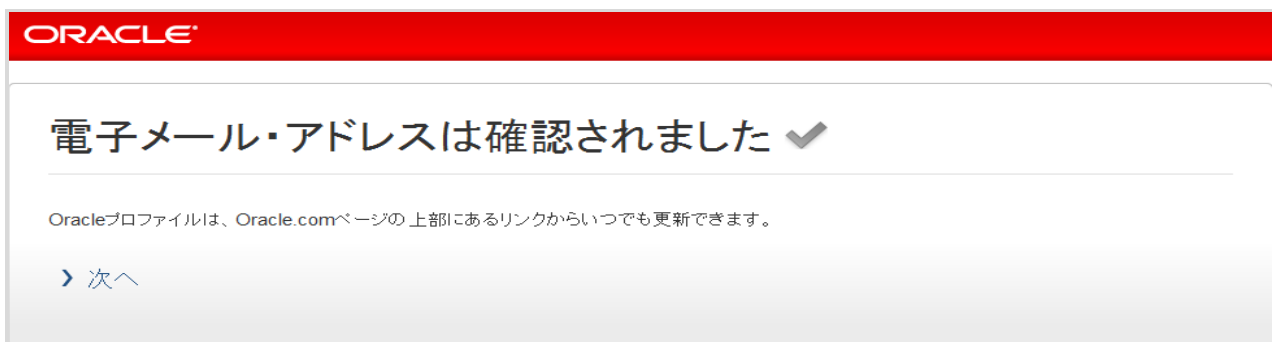 ORACLE
電子メール・アドレスは確認されました
Oracleプロファイルは、Oracle.comページの上部にあるリンクからいつでも更新できます。
次へ